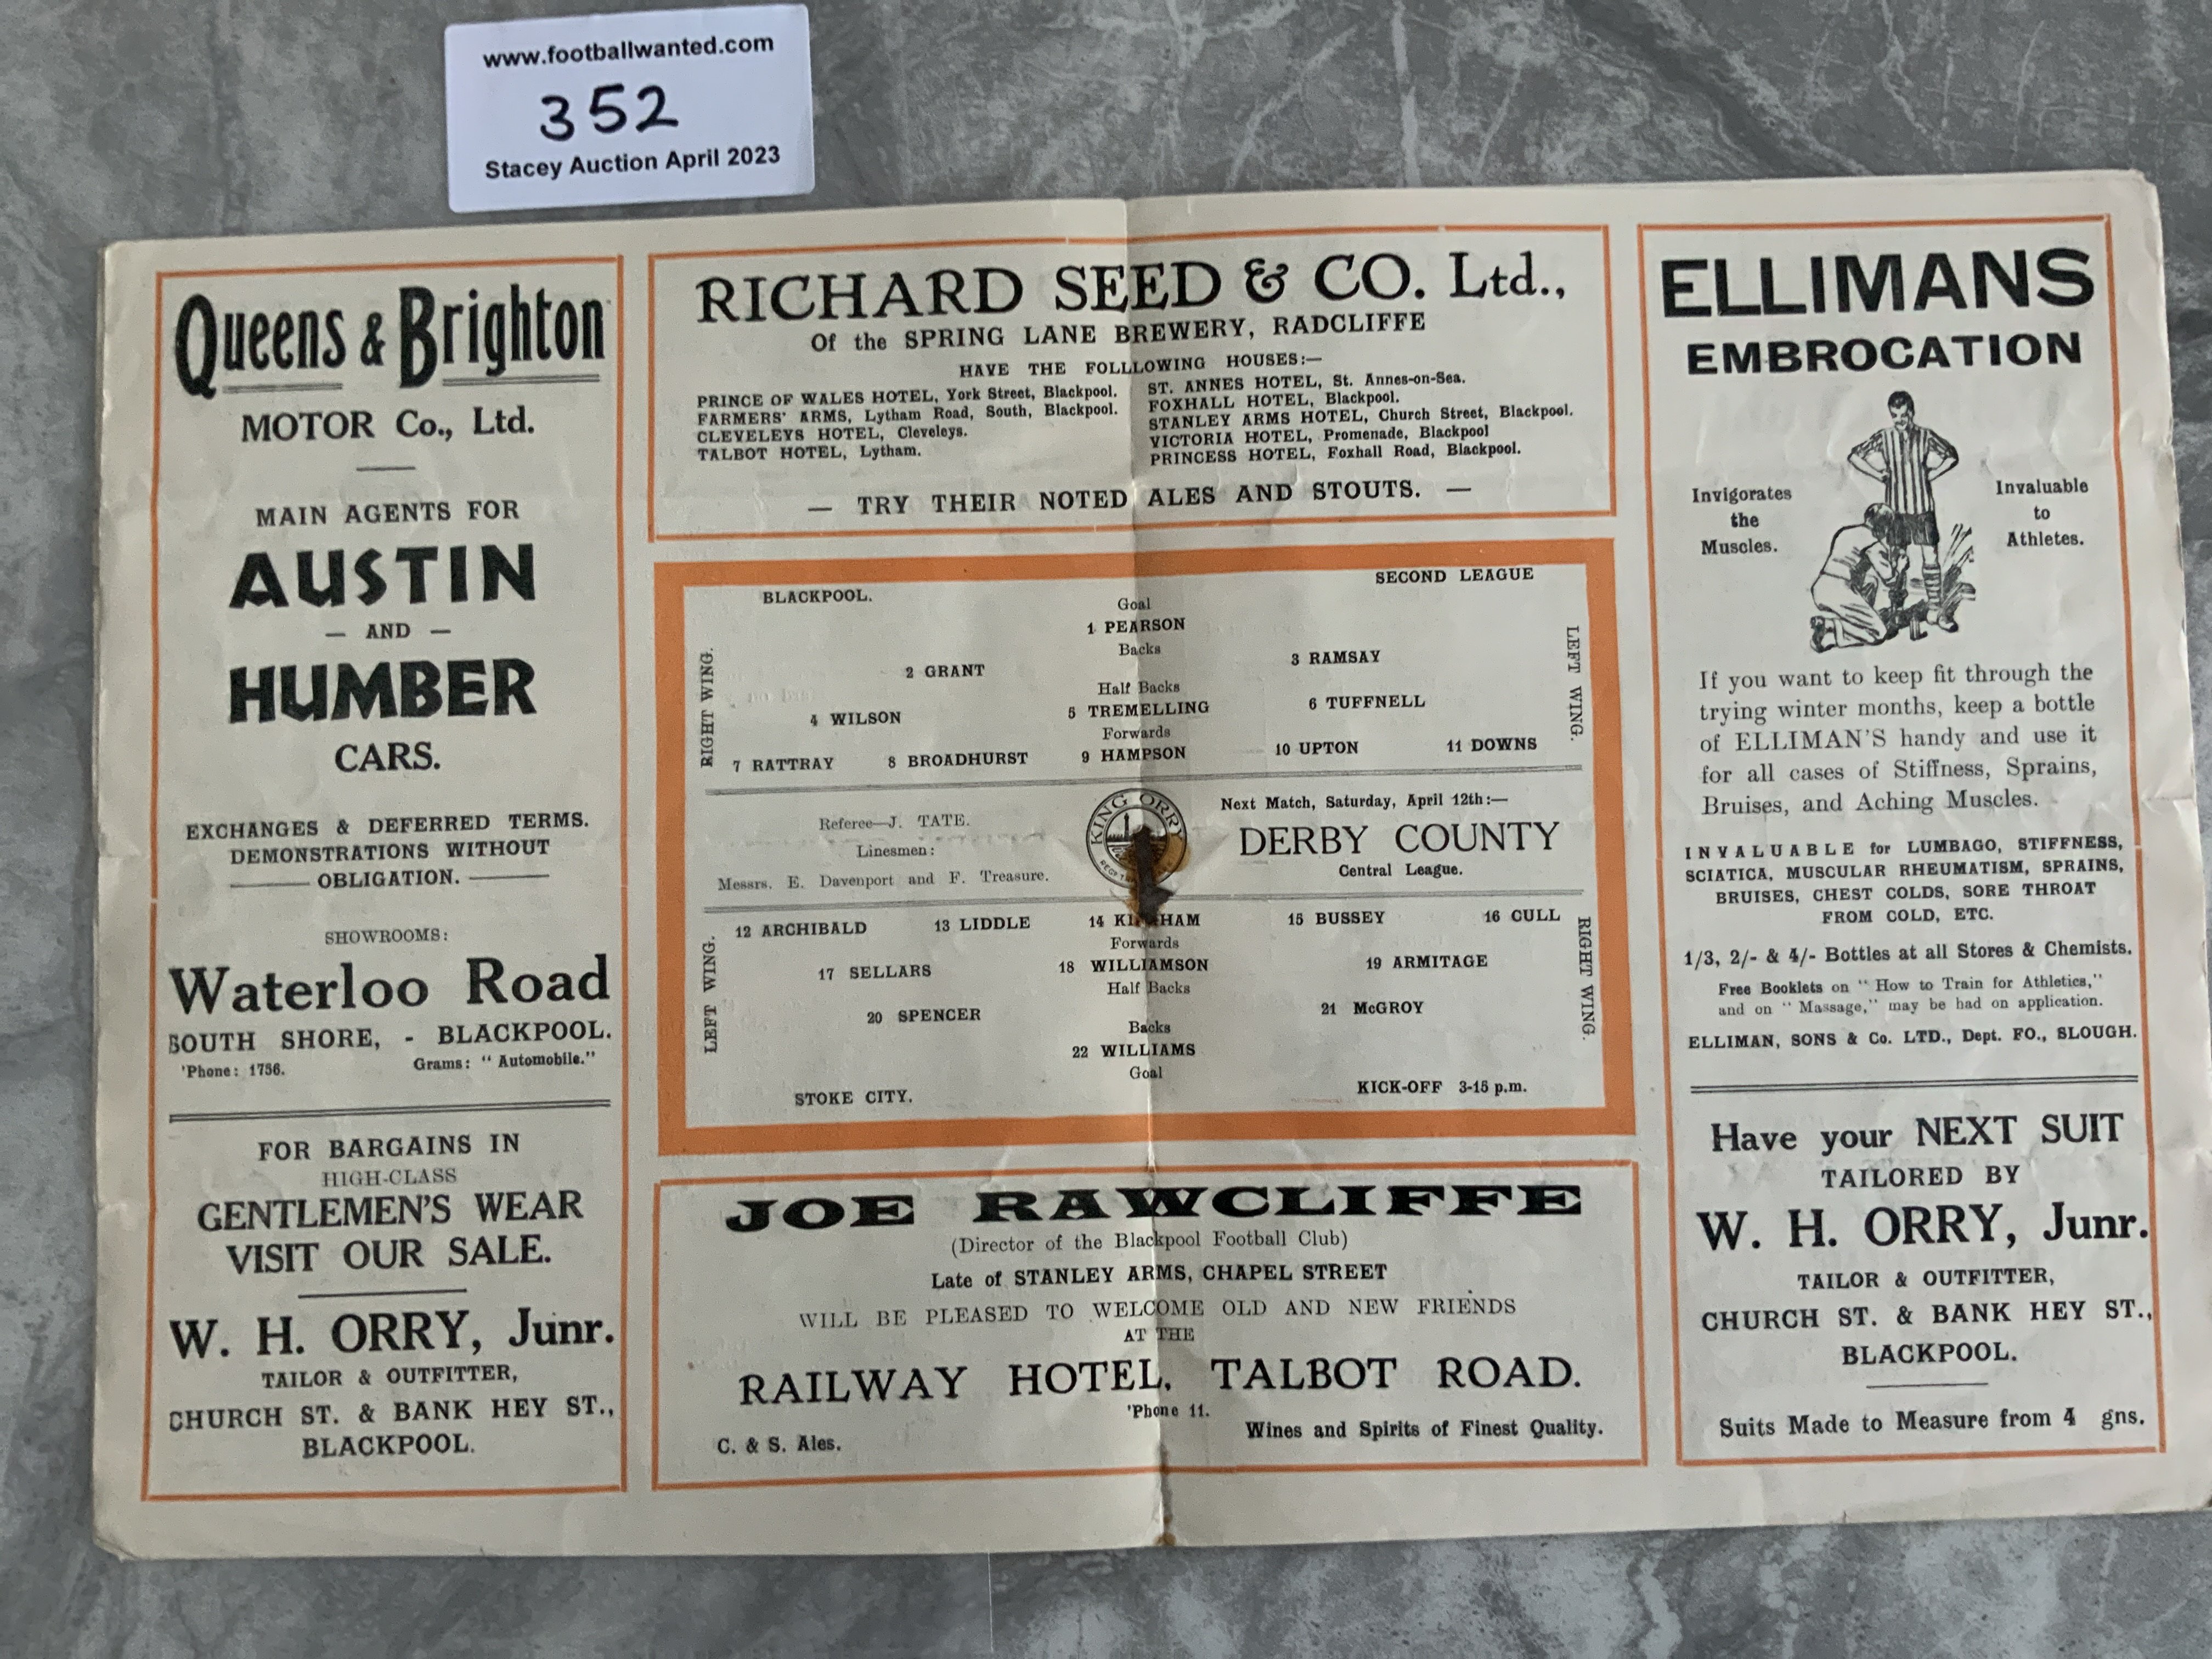 www.footballwanted.com
352
Stacey Auction April 2023
Queens & Brighton
MOTOR Co., Ltd.
MAIN AGENTS FOR
AUSTIN
— AND —
HUMBER
CARS.
EXCHANGES & DEFERRED TERMS.
DEMONSTRATIONS WITHOUT
OBLIGATION.
SHOWROOMS:
Waterloo Road
SOUTH SHORE, - BLACKPOOL.
'Phone: 1756. Grams: "Automobile."
FOR BARGAINS IN
HIGH-CLASS
GENTLEMEN'S WEAR
VISIT OUR SALE.
W. H. ORRY, Junr.
TAILOR & OUTFITTER,
CHURCH ST. & BANK HEY ST.,
BLACKPOOL.
RICHARD SEED & CO. Ltd.,
Of the SPRING LANE BREWERY, RADCLIFFE
HAVE THE FOLLLOWING HOUSES:—
PRINCE OF WALES HOTEL, York Street, Blackpool.
FARMERS' ARMS, Lytham Road, South, Blackpool.
CLEVELEYS HOTEL, Cleveleys.
TALBOT HOTEL, Lytham.
ST. ANNES HOTEL, St. Annes-on-Sea.
FOXHALL HOTEL, Blackpool.
STANLEY ARMS HOTEL, Church Street, Blackpool.
VICTORIA HOTEL, Promenade, Blackpool
PRINCESS HOTEL, Foxhall Road, Blackpool.
— TRY THEIR NOTED ALES AND STOUTS. —
SECOND LEAGUE
BLACKPOOL.
Goal
1 PEARSON
Backs
2 GRANT 3 RAMSAY
RIGHT WING.
LEFT WING.
Half Backs
4 WILSON 5 TREMELLING 6 TUFFNELL
Forwards
7 RATTRAY 8 BROADHURST 9 HAMPSON 10 UPTON 11 DOWNS
Referee—J. TATE.
Linesmen:
Messrs. E. Davenport and F. Treasure.
KING ORRY
Next Match, Saturday, April 12th:—
DERBY COUNTY
Central League.
12 ARCHIBALD 13 LIDDLE 14 15 BUSSEY 16 CULL
Forwards
17 SELLARS 18 WILLIAMSON 19 ARMITAGE
Half Backs
LEFT WING.
RIGHT WING.
20 SPENCER 21 McGROY
Backs
22 WILLIAMS
Goal
STOKE CITY. KICK-OFF 3-15 p.m.
JOE RAWCLIFFE
(Director of the Blackpool Football Club)
Late of STANLEY ARMS, CHAPEL STREET
WILL BE PLEASED TO WELCOME OLD AND NEW FRIENDS
AT THE
RAILWAY HOTEL, TALBOT ROAD.
'Phone 11.
C. & S. Ales. Wines and Spirits of Finest Quality.
ELLIMANS
EMBROCATION
Invigorates
the
Muscles.
Invaluable
to
Athletes.
If you want to keep fit through the
trying winter months, keep a bottle
of ELLIMAN'S handy and use it
for all cases of Stiffness, Sprains,
Bruises, and Aching Muscles.
INVALUABLE for LUMBAGO, STIFFNESS,
SCIATICA, MUSCULAR RHEUMATISM, SPRAINS,
BRUISES, CHEST COLDS, SORE THROAT
FROM COLD, ETC.
1/3, 2/- & 4/- Bottles at all Stores & Chemists.
Free Booklets on "How to Train for Athletics,"
and on "Massage," may be had on application.
ELLIMAN, SONS & Co. LTD., Dept. FO., SLOUGH.
Have your NEXT SUIT
TAILORED BY
W. H. ORRY, Junr.
TAILOR & OUTFITTER,
CHURCH ST. & BANK HEY ST.,
BLACKPOOL.
Suits Made to Measure from 4 gns.